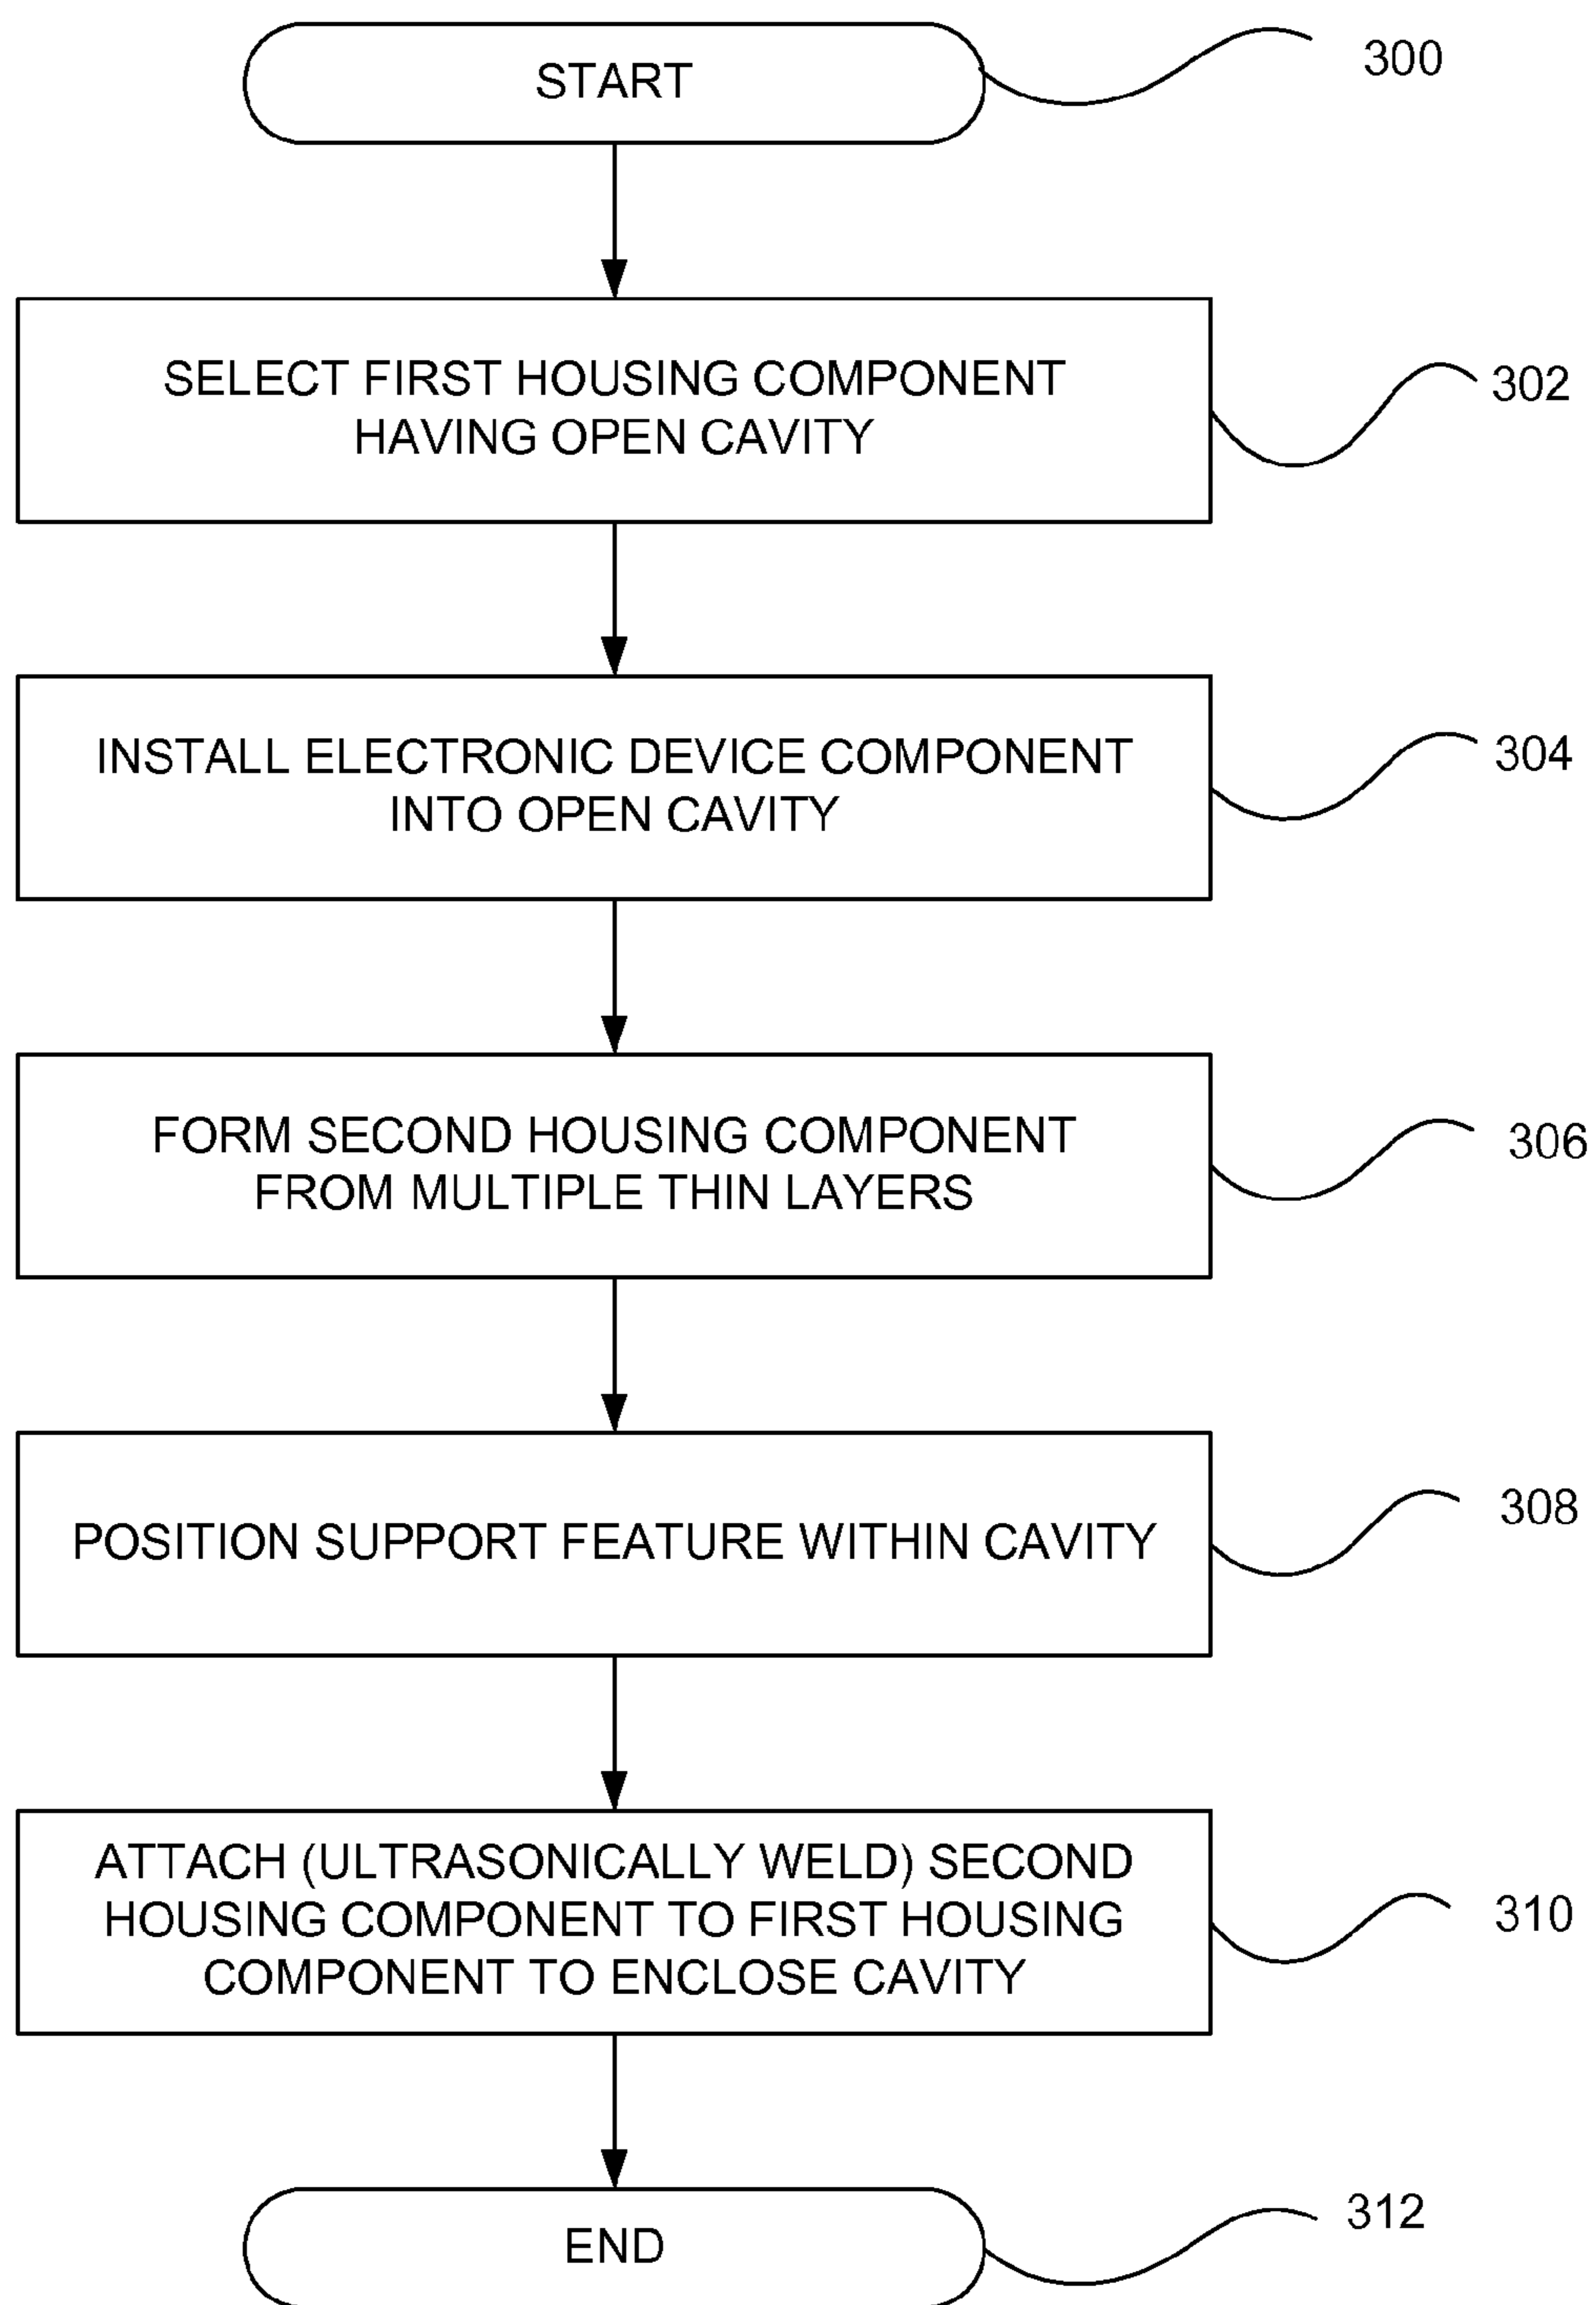 START
300
SELECT FIRST HOUSING COMPONENT
HAVING OPEN CAVITY
302
INSTALL ELECTRONIC DEVICE COMPONENT
INTO OPEN CAVITY
304
FORM SECOND HOUSING COMPONENT
FROM MULTIPLE THIN LAYERS
306
POSITION SUPPORT FEATURE WITHIN CAVITY
308
ATTACH (ULTRASONICALLY WELD) SECOND
HOUSING COMPONENT TO FIRST HOUSING
COMPONENT TO ENCLOSE CAVITY
310
END
312